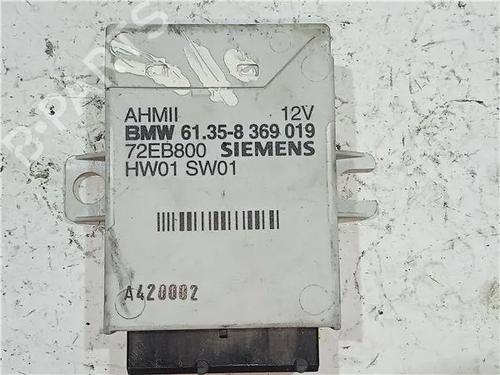 AHMII 12V
BMW 61.35-8 369 019
72EB800 SIEMENS
HW01 SW01
A420002